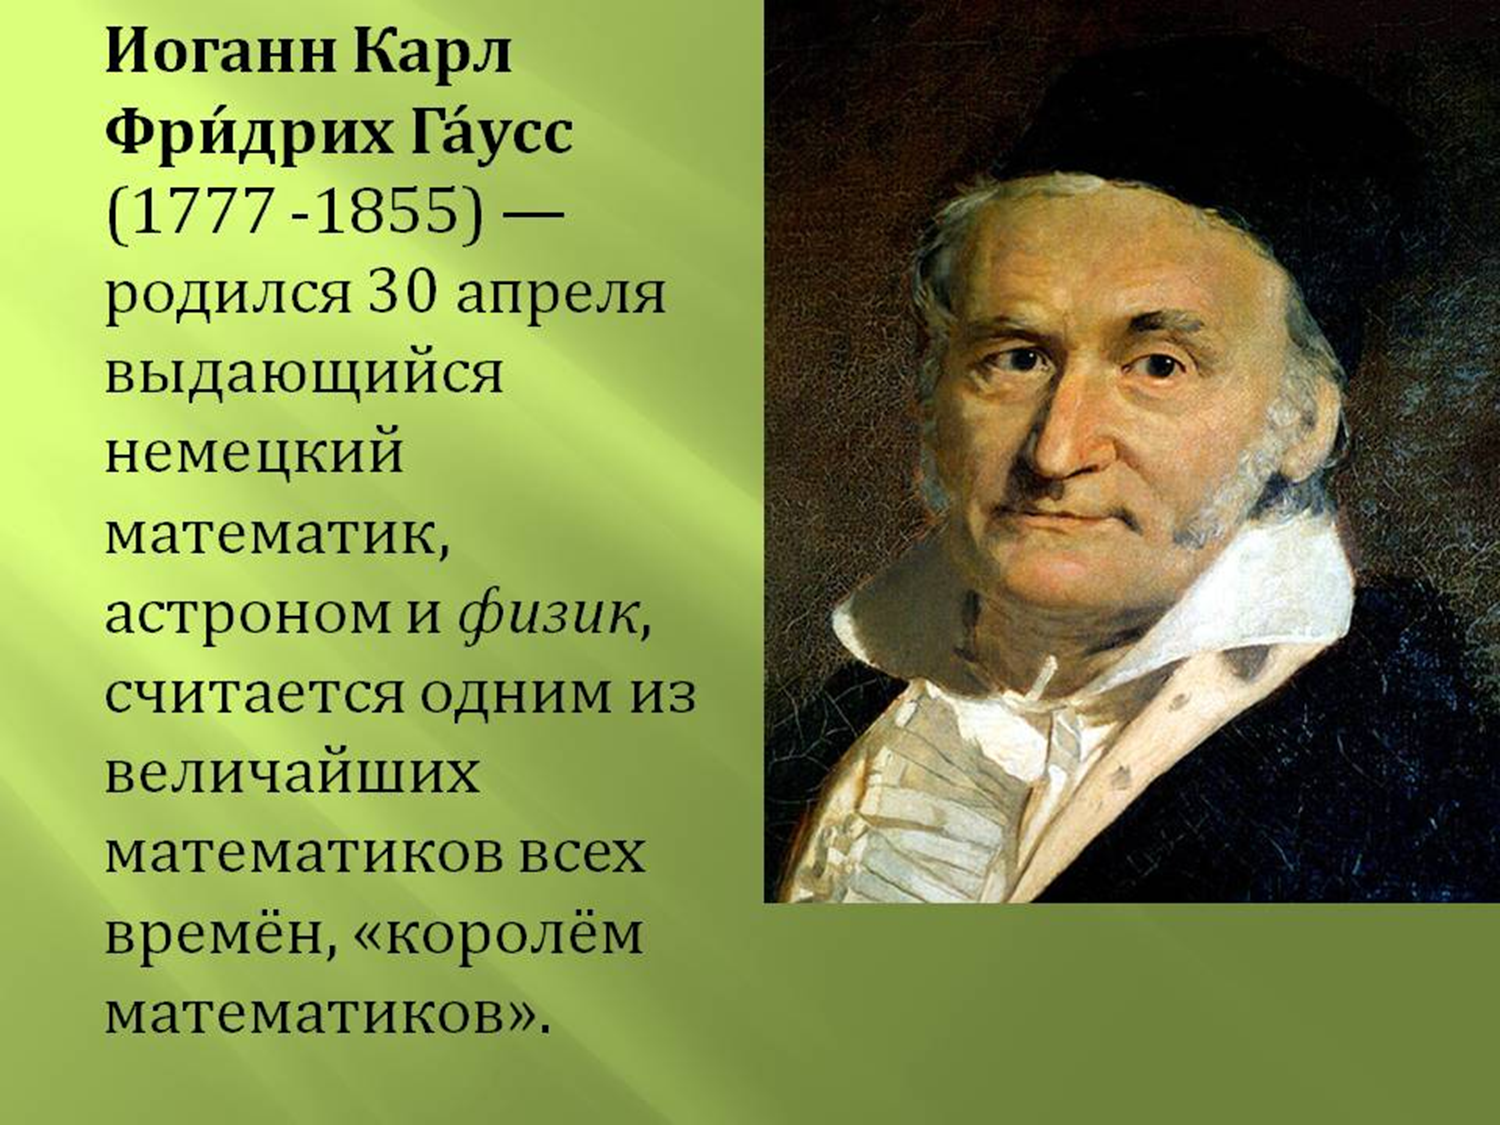 Иоганн Карл
Фри́дрих Га́усс
(1777 -1855) —
родился 30 апреля
выдающийся
немецкий
математик,
астроном и физик,
считается одним из
величайших
математиков всех
времён, «королём
математиков».